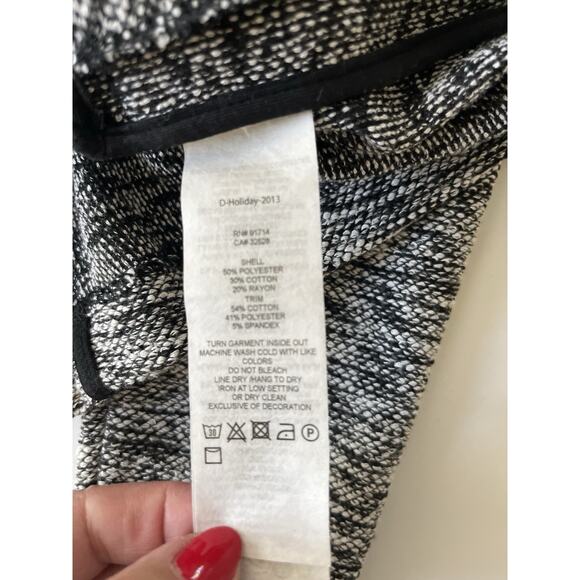 D-Holiday-2013
RN# 91714
CA# 32528
SHELL
50% POLYESTER
30% COTTON
20% RAYON
TRIM
54% COTTON
41% POLYESTER
5% SPANDEX
TURN GARMENT INSIDE OUT
MACHINE WASH COLD WITH LIKE
COLORS
DO NOT BLEACH
LINE DRY /HANG TO DRY
IRON AT LOW SETTING
OR DRY CLEAN
EXCLUSIVE OF DECORATION
30 P